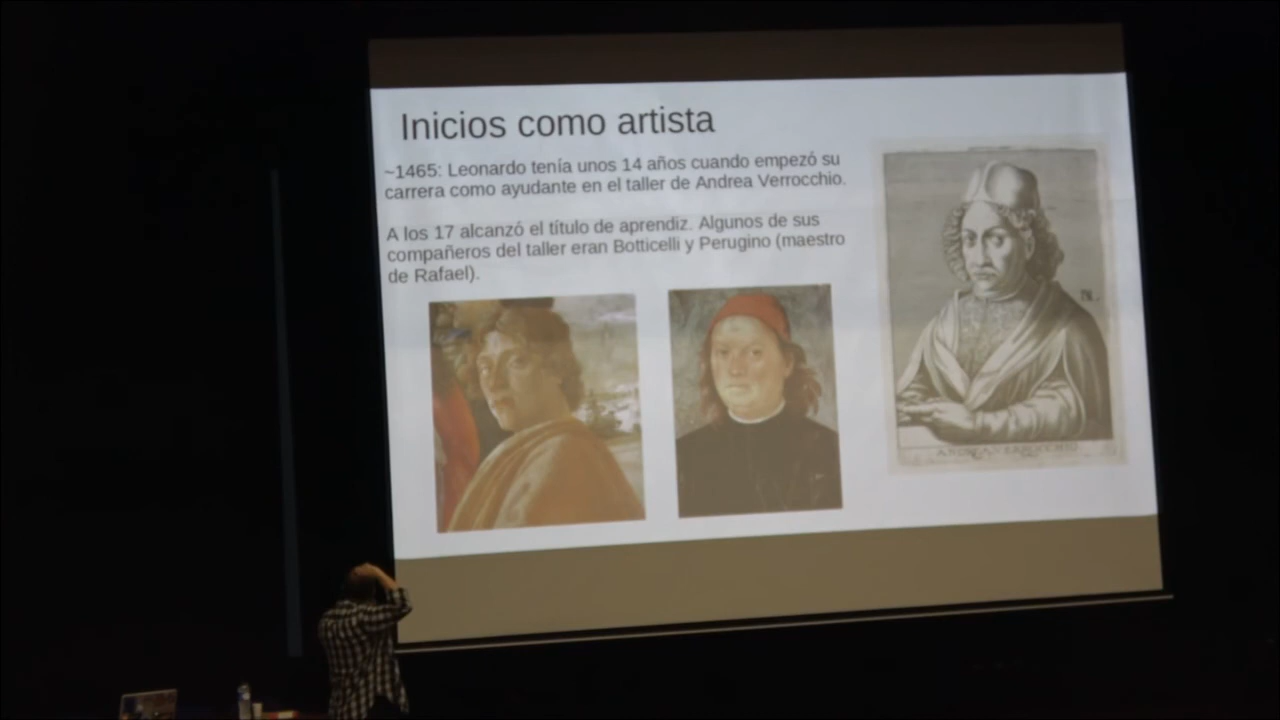 Inicios como artista
~1465: Leonardo tenía unos 14 años cuando empezó su
carrera como ayudante en el taller de Andrea Verrocchio.
A los 17 alcanzó el título de aprendiz. Algunos de sus
compañeros del taller eran Botticelli y Perugino (maestro
de Rafael).